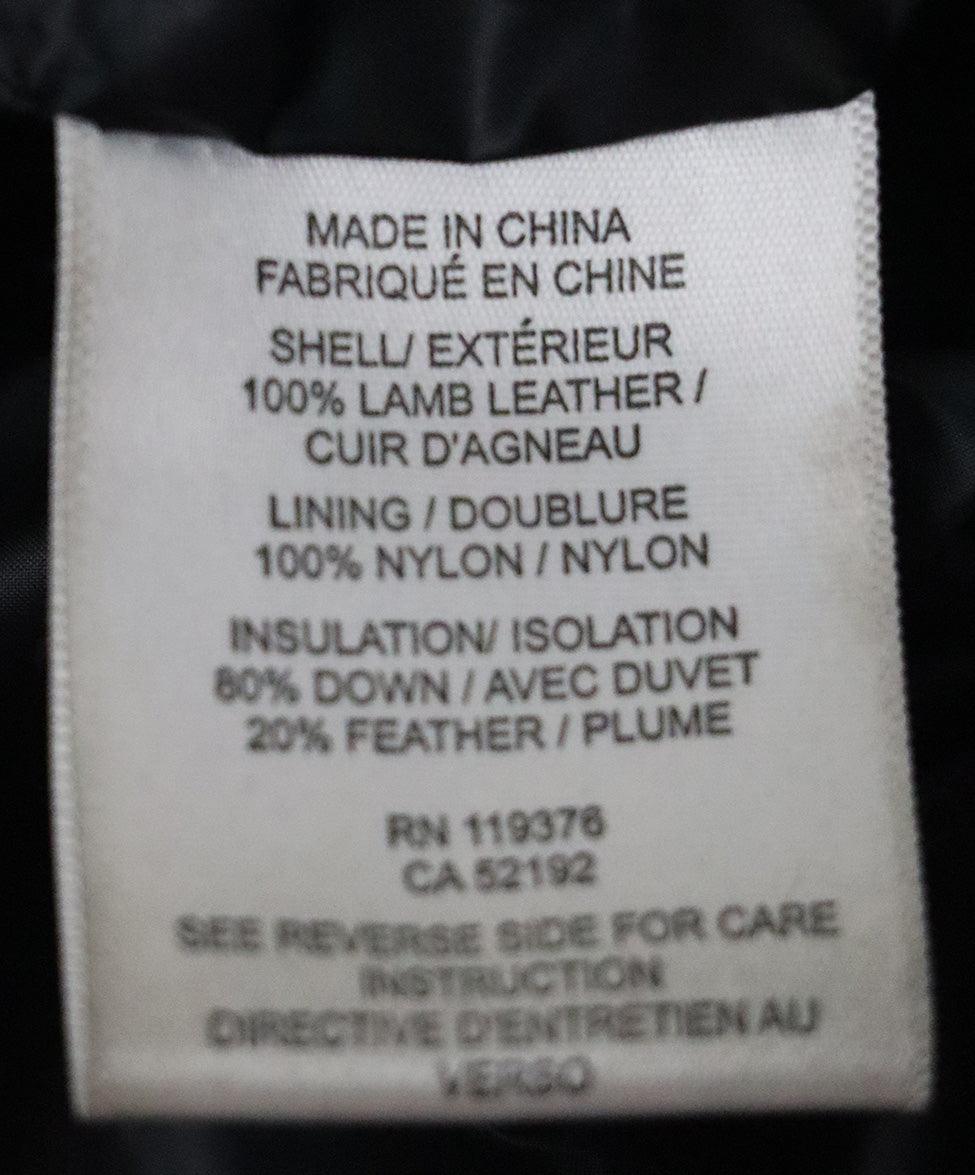 MADE IN CHINA
FABRIQUÉ EN CHINE
SHELL/ EXTÉRIEUR
100% LAMB LEATHER /
CUIR D'AGNEAU
LINING / DOUBLURE
100% NYLON / NYLON
INSULATION/ ISOLATION
80% DOWN / AVEC DUVET
20% FEATHER / PLUME
RN 119376
CA 52192
SEE REVERSE SIDE FOR CARE
INSTRUCTION
DIRECTIVE D'ENTRETIEN AU
VERSO